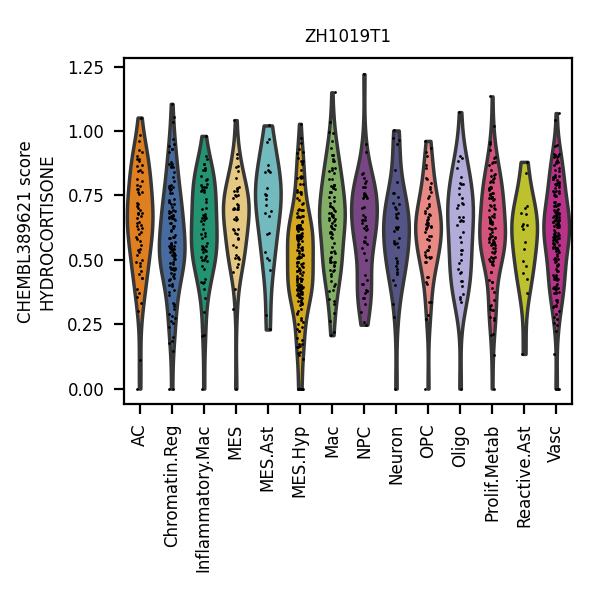 ZH1019T1
CHEMBL389621 score
HYDROCORTISONE
1.25
1.00
0.75
0.50
0.25
0.00
AC
Chromatin.Reg
Inflammatory.Mac
MES
MES.Ast
MES.Hyp
Mac
NPC
Neuron
OPC
Oligo
Prolif.Metab
Reactive.Ast
Vasc